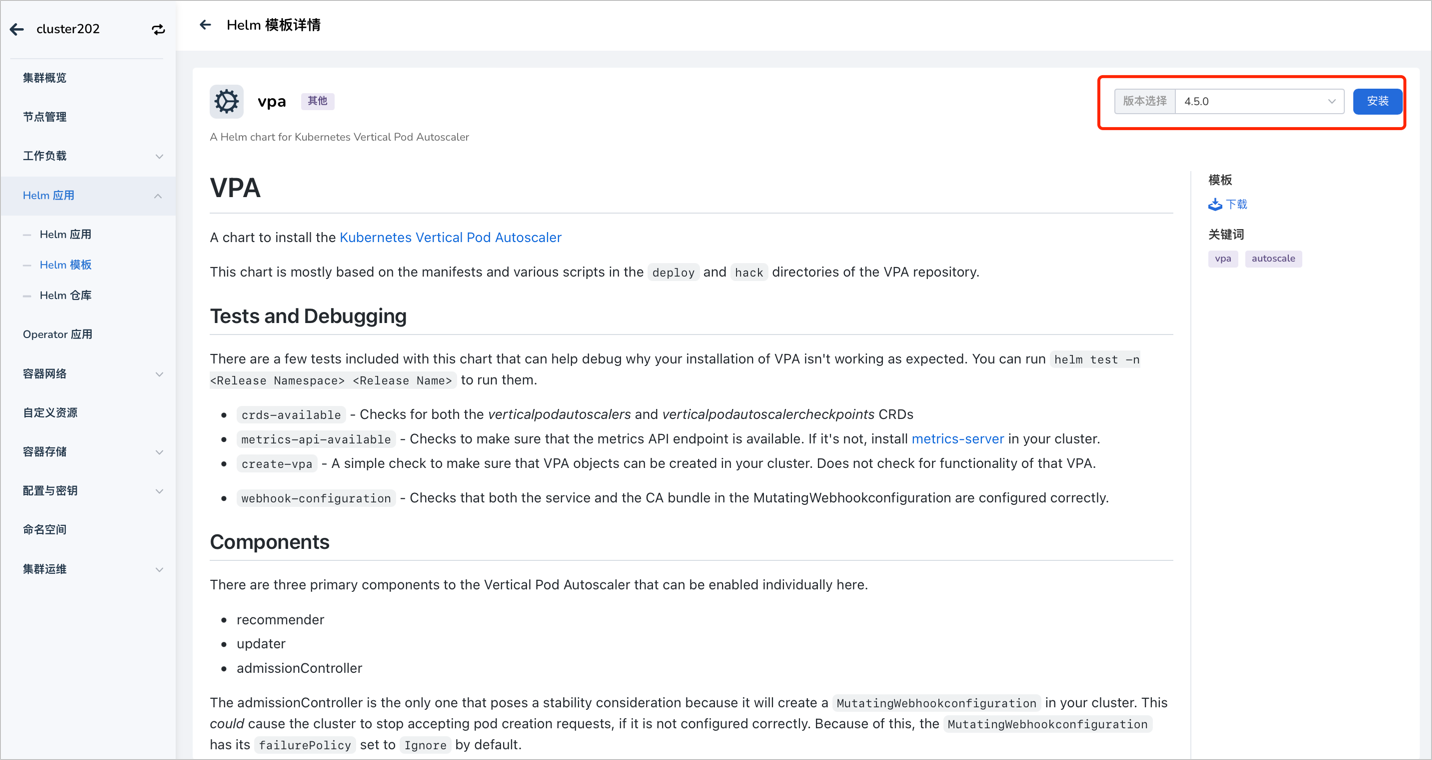 cluster202
集群概览
节点管理
工作负载
Helm 应用
Helm 应用
Helm 模板
Helm 仓库
Operator 应用
容器网络
自定义资源
容器存储
配置与密钥
命名空间
集群运维
Helm 模板详情
vpa 其他
版本选择 4.5.0 安装
A Helm chart for Kubernetes Vertical Pod Autoscaler
VPA
A chart to install the Kubernetes Vertical Pod Autoscaler
This chart is mostly based on the manifests and various scripts in the deploy and hack directories of the VPA repository.
Tests and Debugging
There are a few tests included with this chart that can help debug why your installation of VPA isn't working as expected. You can run helm test -n
<Release Namespace> <Release Name> to run them.
• crds-available - Checks for both the verticalpodautoscalers and verticalpodautoscalercheckpoints CRDs
• metrics-api-available - Checks to make sure that the metrics API endpoint is available. If it's not, install metrics-server in your cluster.
• create-vpa - A simple check to make sure that VPA objects can be created in your cluster. Does not check for functionality of that VPA.
• webhook-configuration - Checks that both the service and the CA bundle in the MutatingWebhookconfiguration are configured correctly.
Components
There are three primary components to the Vertical Pod Autoscaler that can be enabled individually here.
• recommender
• updater
• admissionController
The admissionController is the only one that poses a stability consideration because it will create a MutatingWebhookconfiguration in your cluster. This
could cause the cluster to stop accepting pod creation requests, if it is not configured correctly. Because of this, the MutatingWebhookconfiguration
has its failurePolicy set to Ignore by default.
模板
下载
关键词
vpa autoscale